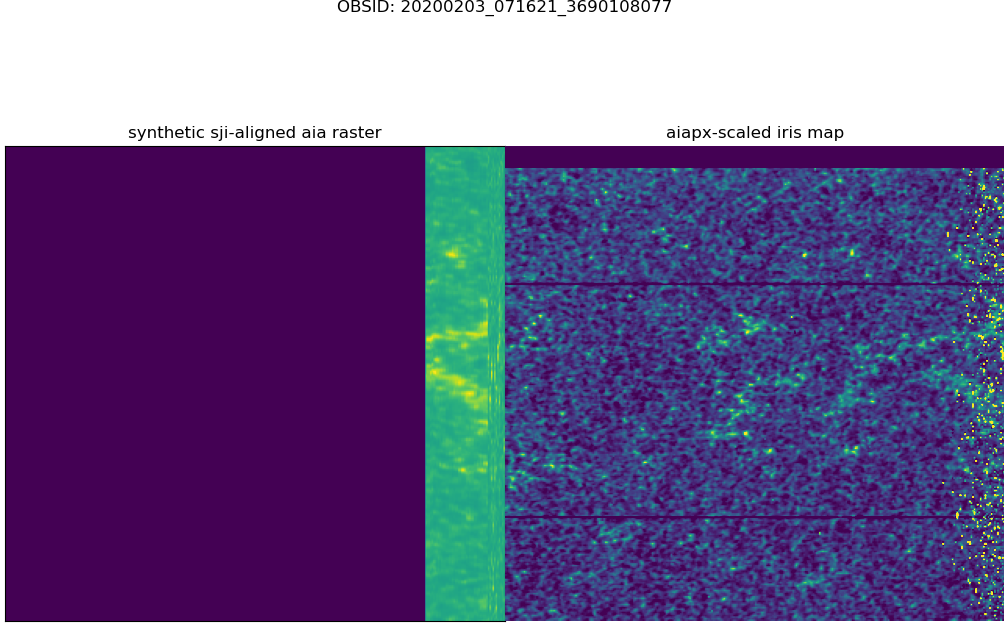 OBSID: 20200203_071621_3690108077
synthetic sji-aligned aia raster
aiapx-scaled iris map